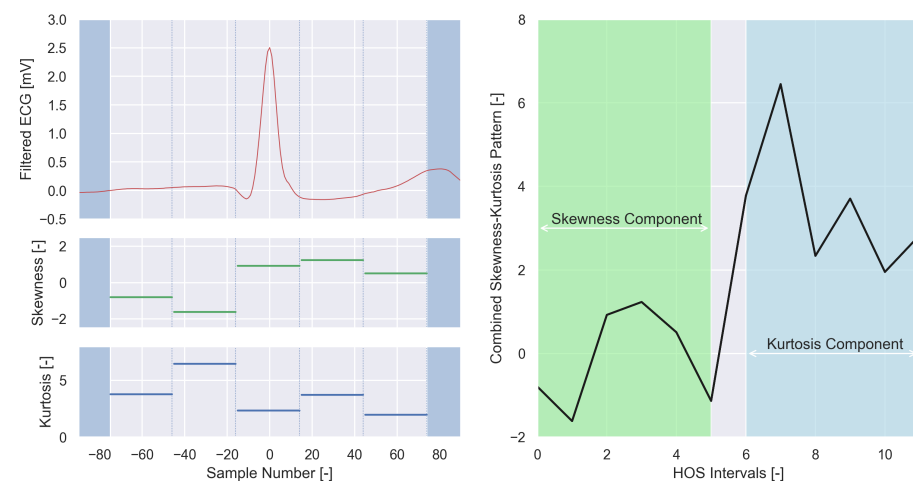 3.0
2.5
2.0
1.5
1.0
0.5
0.0
−0.5
Filtered ECG [mV]
2
0
−2
Skewness [-]
5
0
Kurtosis [-]
−80 −60 −40 −20 0 20 40 60 80
Sample Number [-]
8
6
4
2
0
−2
Combined Skewness-Kurtosis Pattern [-]
Skewness Component
Kurtosis Component
0 2 4 6 8 10
HOS Intervals [-]